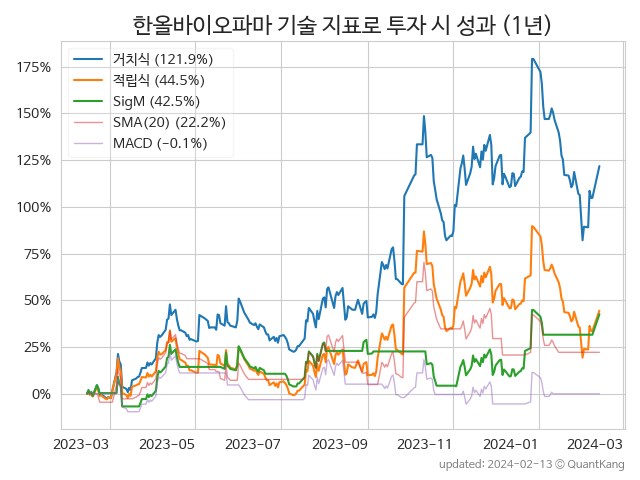 한올바이오파마 기술 지표로 투자 시 성과 (1년)
거치식 (121.9%)
적립식 (44.5%)
SigM (42.5%)
SMA(20) (22.2%)
MACD (-0.1%)
175%
150%
125%
100%
75%
50%
25%
0%
2023-03 2023-05 2023-07 2023-09 2023-11 2024-01 2024-03
updated: 2024-02-13 © QuantKang